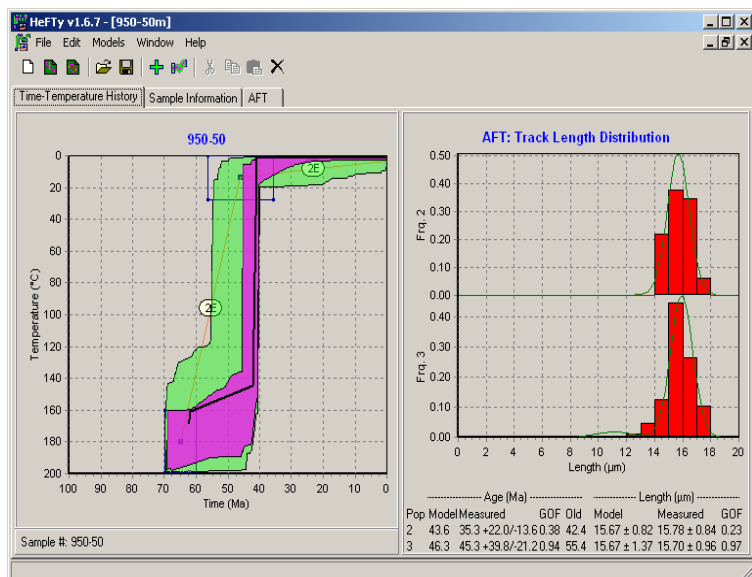 HeFTy v1.6.7 - [950-50m]
File Edit Models Window Help
Time-Temperature History Sample Information AFT
950-50
0
20
40
60
80
100
120
140
160
180
200
Temperature (°C)
2E
2E
100 90 80 70 60 50 40 30 20 10 0
Time (Ma)
Sample #: 950-50
AFT: Track Length Distribution
0.50
0.40
0.30
0.20
0.10
0.00
Frq. 2
0.40
0.30
0.20
0.10
0.00
Frq. 3
0 2 4 6 8 10 12 14 16 18 20
Length (µm)
Age (Ma) Length (µm)
Pop Model Measured GOF Old Model Measured GOF
2 43.6 35.3 +22.0/-13.6 0.38 42.4 15.67 ± 0.82 15.78 ± 0.84 0.23
3 46.3 45.3 +39.8/-21.2 0.94 55.4 15.67 ± 1.37 15.70 ± 0.96 0.97